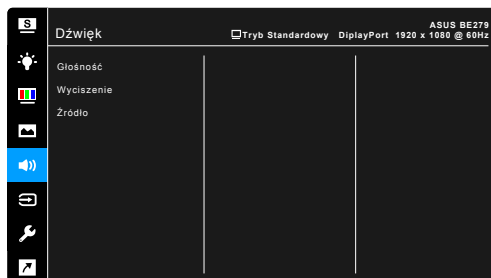 S
Dźwięk
ASUS BE279
Tryb Standardowy DiplayPort 1920 x 1080 @ 60Hz
Głośność
Wyciszenie
Źródło